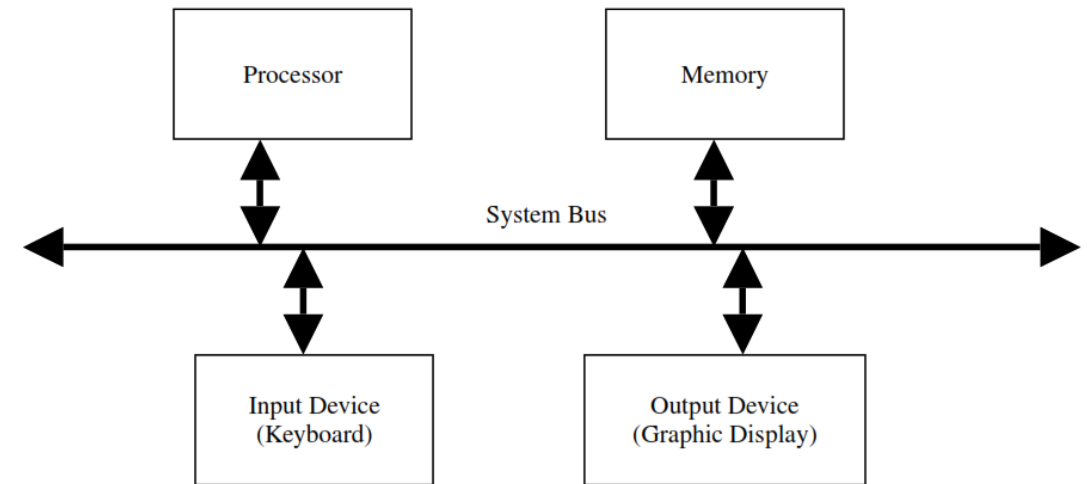 Processor
Memory
System Bus
Input Device
(Keyboard)
Output Device
(Graphic Display)